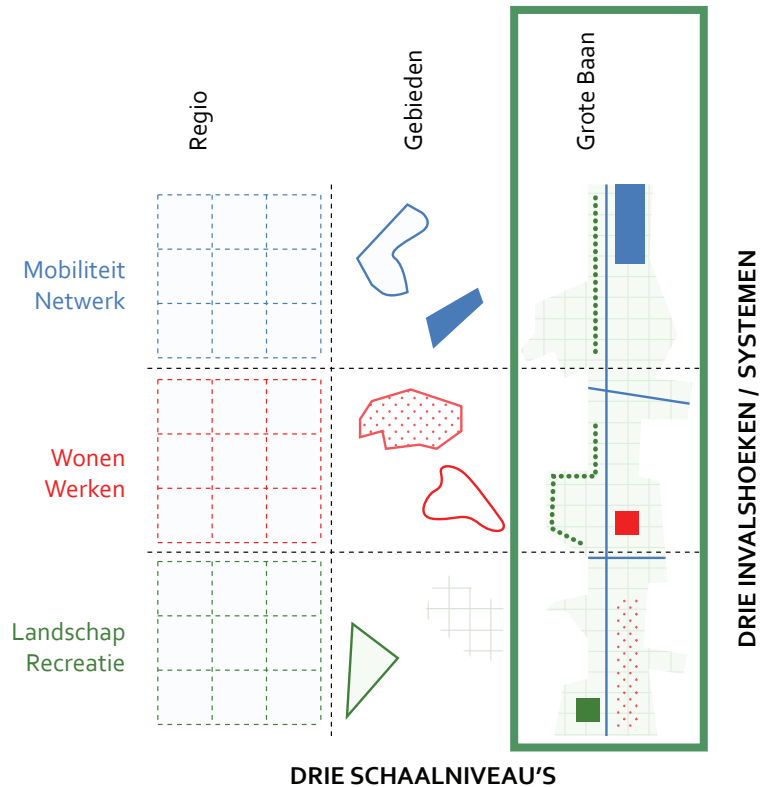 Regio
Gebieden
Grote Baan
Mobiliteit
Netwerk
Wonen
Werken
Landschap
Recreatie
DRIE INVALSHOEKEN / SYSTEMEN
DRIE SCHAALNIVEAU'S